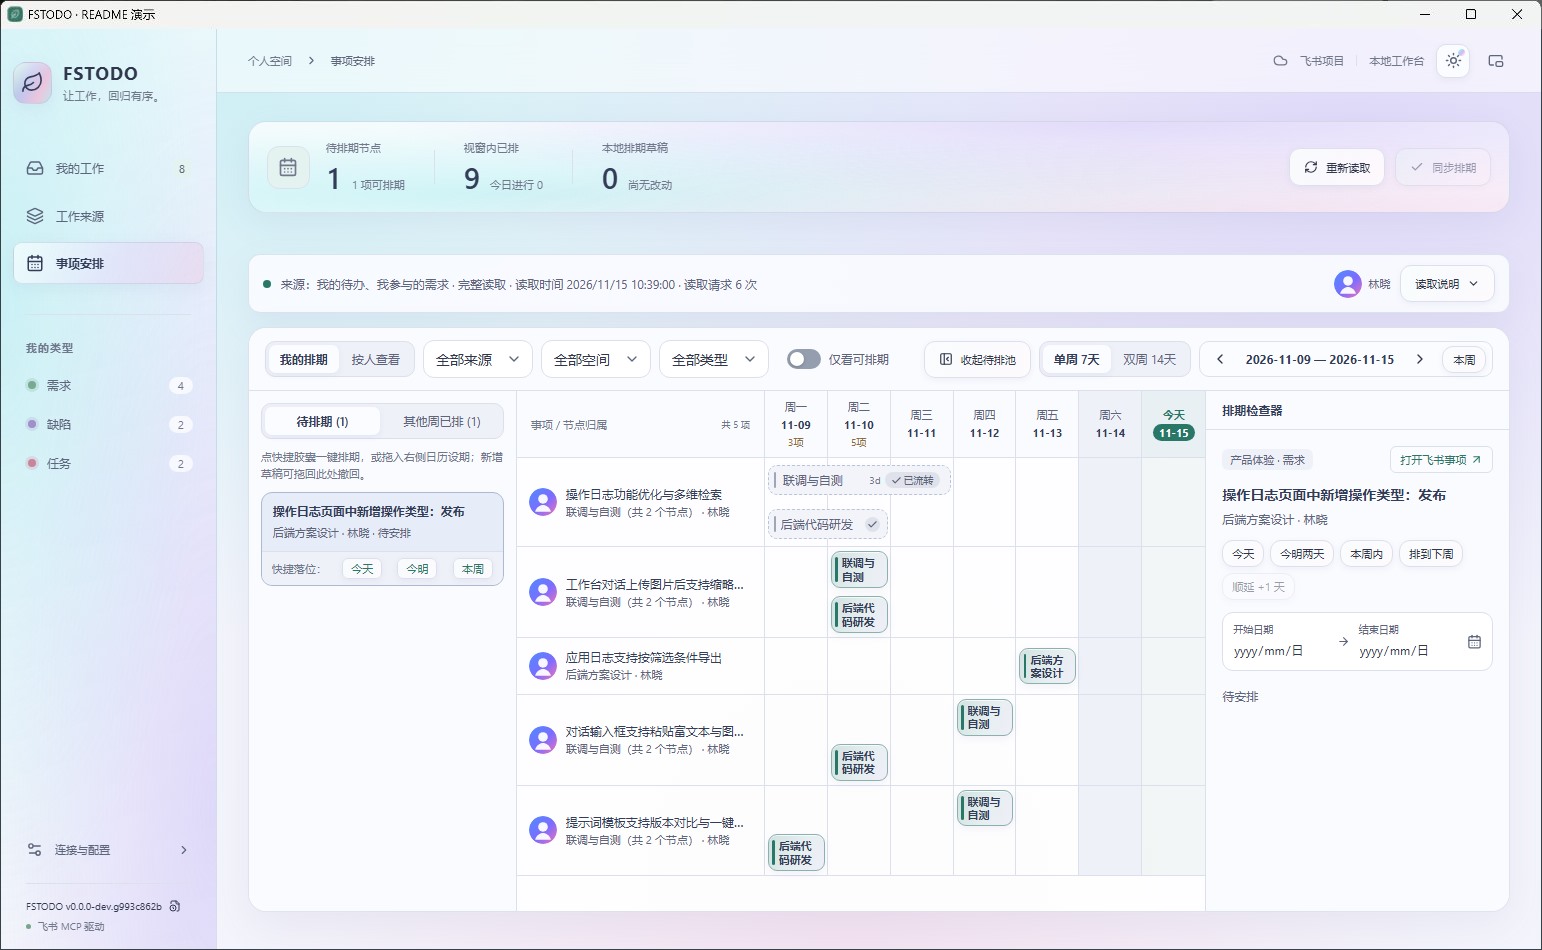 FSTODO · README 演示
FSTODO
让工作，回归有序。
我的工作 8
工作来源
事项安排
我的类型
需求 4
缺陷 2
任务 2
连接与配置
FSTODO v0.0.0-dev.g993c862b
飞书 MCP 驱动
个人空间 事项安排
飞书项目 本地工作台
待排期节点
1 1 项可排期
视窗内已排
9 今日进行 0
本地排期草稿
0 尚无改动
重新读取
同步排期
来源：我的待办、我参与的需求 · 完整读取 · 读取时间 2026/11/15 10:39:00 · 读取请求 6 次
林晓
读取说明
我的排期 按人查看 全部来源 全部空间 全部类型 仅看可排期 收起待排池 单周 7天 双周 14天 2026-11-09 — 2026-11-15 本周
待排期 (1) 其他周已排 (1)
点快捷胶囊一键排期，或拖入右侧日历设期；新增
草稿可拖回此处撤回。
操作日志页面中新增操作类型：发布
后端方案设计 · 林晓 · 待安排
快捷落位： 今天 今明 本周
事项 / 节点归属 共 5 项
周一
11-09
3项
周二
11-10
5项
周三
11-11
周四
11-12
周五
11-13
周六
11-14
今天
11-15
操作日志功能优化与多维检索
联调与自测（共 2 个节点） · 林晓
联调与自测 3d 已流转
后端代码研发
工作台对话上传图片后支持缩略...
联调与自测（共 2 个节点） · 林晓
联调与
自测
后端代
码研发
应用日志支持按筛选条件导出
后端方案设计 · 林晓
后端方
案设计
对话输入框支持粘贴富文本与图...
联调与自测（共 2 个节点） · 林晓
联调与
自测
后端代
码研发
提示词模板支持版本对比与一键...
联调与自测（共 2 个节点） · 林晓
联调与
自测
后端代
码研发
排期检查器
产品体验 · 需求
打开飞书事项
操作日志页面中新增操作类型：发布
后端方案设计 · 林晓
今天 今明两天 本周内 排到下周
顺延 +1 天
开始日期
yyyy/mm/日
结束日期
yyyy/mm/日
待安排